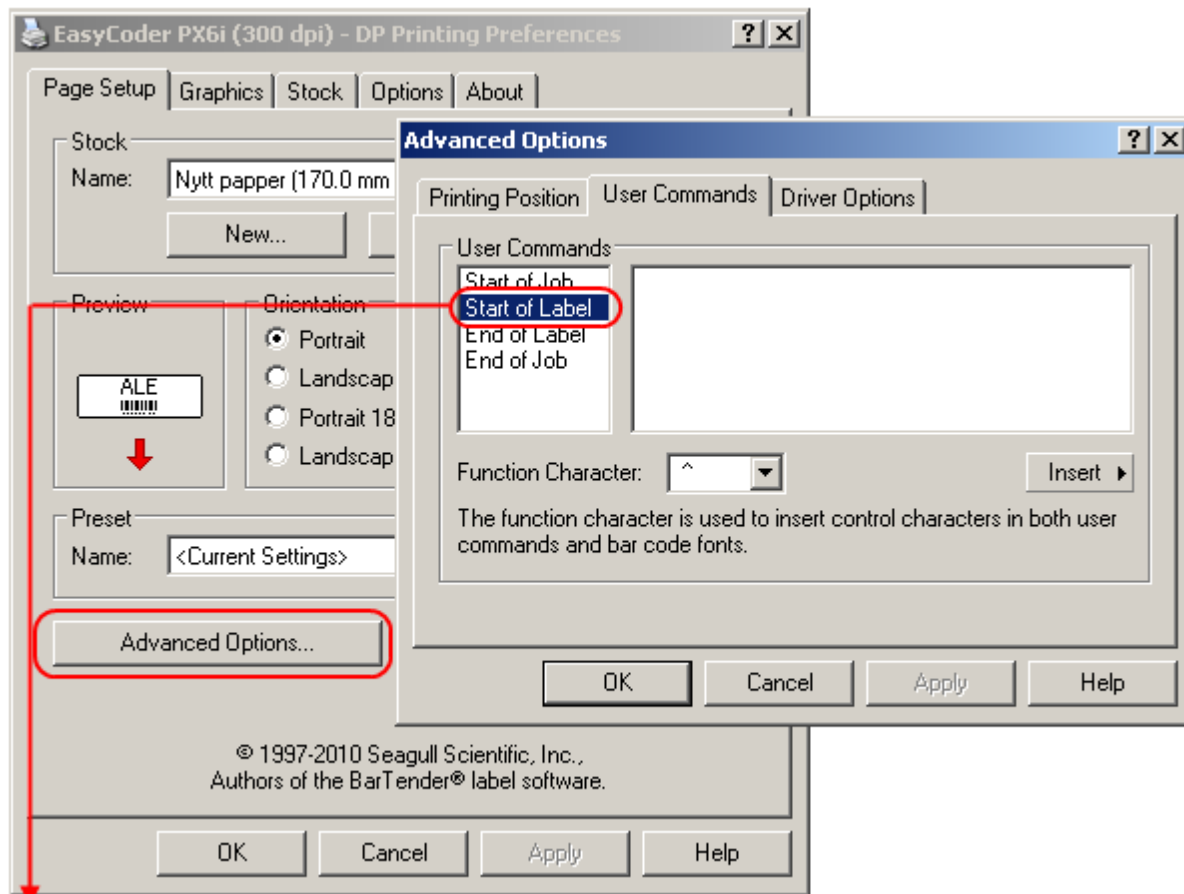 EasyCoder PX6i (300 dpi) - DP Printing Preferences
Page Setup Graphics Stock Options About
Stock
Name: Nytt papper (170.0 mm
New...
Preview
ALE
Orientation
Portrait
Landscap
Portrait 18
Landscap
Preset
Name: <Current Settings>
Advanced Options...
© 1997-2010 Seagull Scientific, Inc.,
Authors of the BarTender® label software.
OK Cancel Apply Help
Advanced Options
Printing Position User Commands Driver Options
User Commands
Start of Job
Start of Label
End of Label
End of Job
Function Character: ^ Insert
The function character is used to insert control characters in both user
commands and bar code fonts.
OK Cancel Apply Help